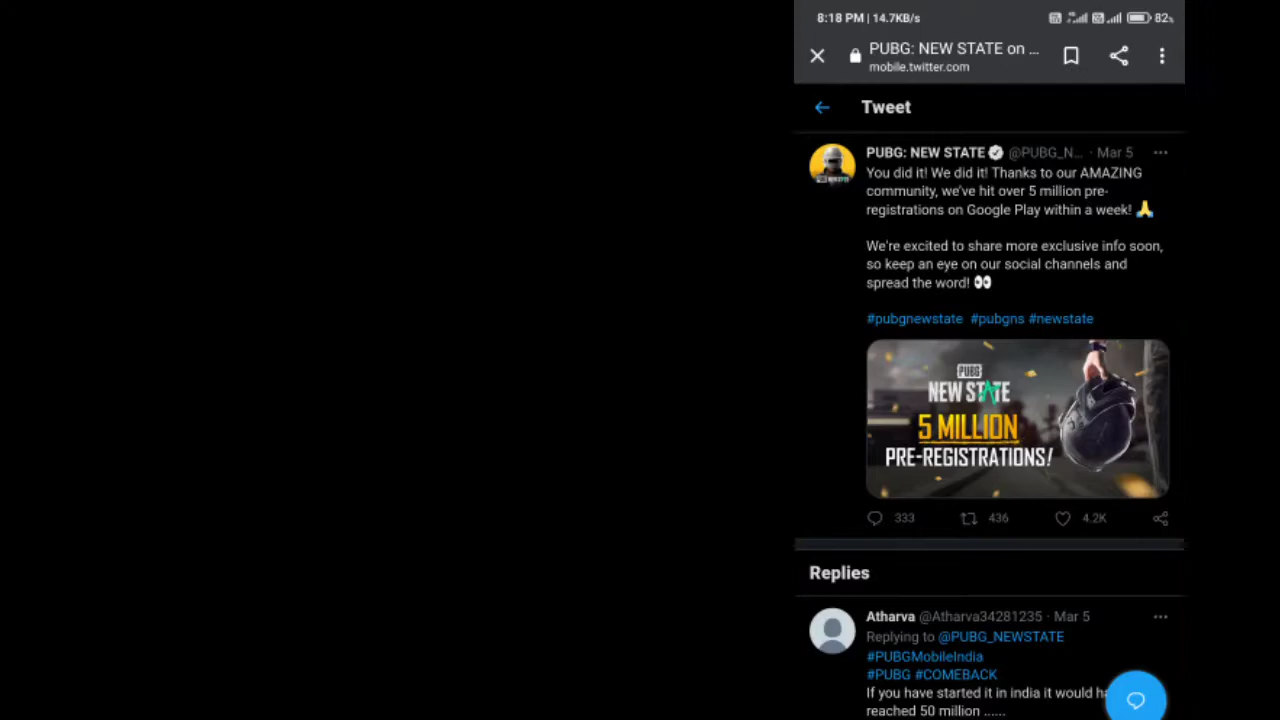 8:18 PM | 14.7KB/s
82%
PUBG: NEW STATE on ...
mobile.twitter.com
Tweet
PUBG: NEW STATE @PUBG_N... · Mar 5
You did it! We did it! Thanks to our AMAZING
community, we've hit over 5 million pre-
registrations on Google Play within a week! 🙏
We're excited to share more exclusive info soon,
so keep an eye on our social channels and
spread the word! 👀
#pubgnewstate #pubgns #newstate
PUBG
NEW STATE
5 MILLION
PRE-REGISTRATIONS!
333 436 4.2K
Replies
Atharva @Atharva34281235 · Mar 5
Replying to @PUBG_NEWSTATE
#PUBGMobileIndia
#PUBG #COMEBACK
If you have started it in india it would
reached 50 million ......